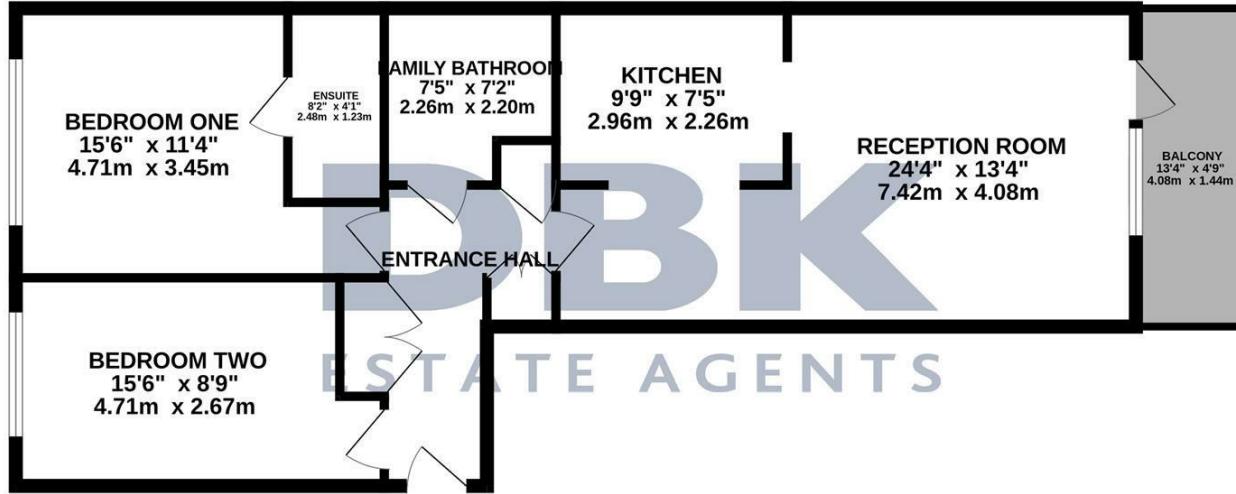 BEDROOM ONE
15'6" x 11'4"
4.71m x 3.45m
ENSUITE
8'2" x 4'1"
2.48m x 1.23m
FAMILY BATHROOM
7'5" x 7'2"
2.26m x 2.20m
KITCHEN
9'9" x 7'5"
2.96m x 2.26m
RECEPTION ROOM
24'4" x 13'4"
7.42m x 4.08m
BALCONY
13'4" x 4'9"
4.08m x 1.44m
ENTRANCE HALL
BEDROOM TWO
15'6" x 8'9"
4.71m x 2.67m
DBK
ESTATE AGENTS